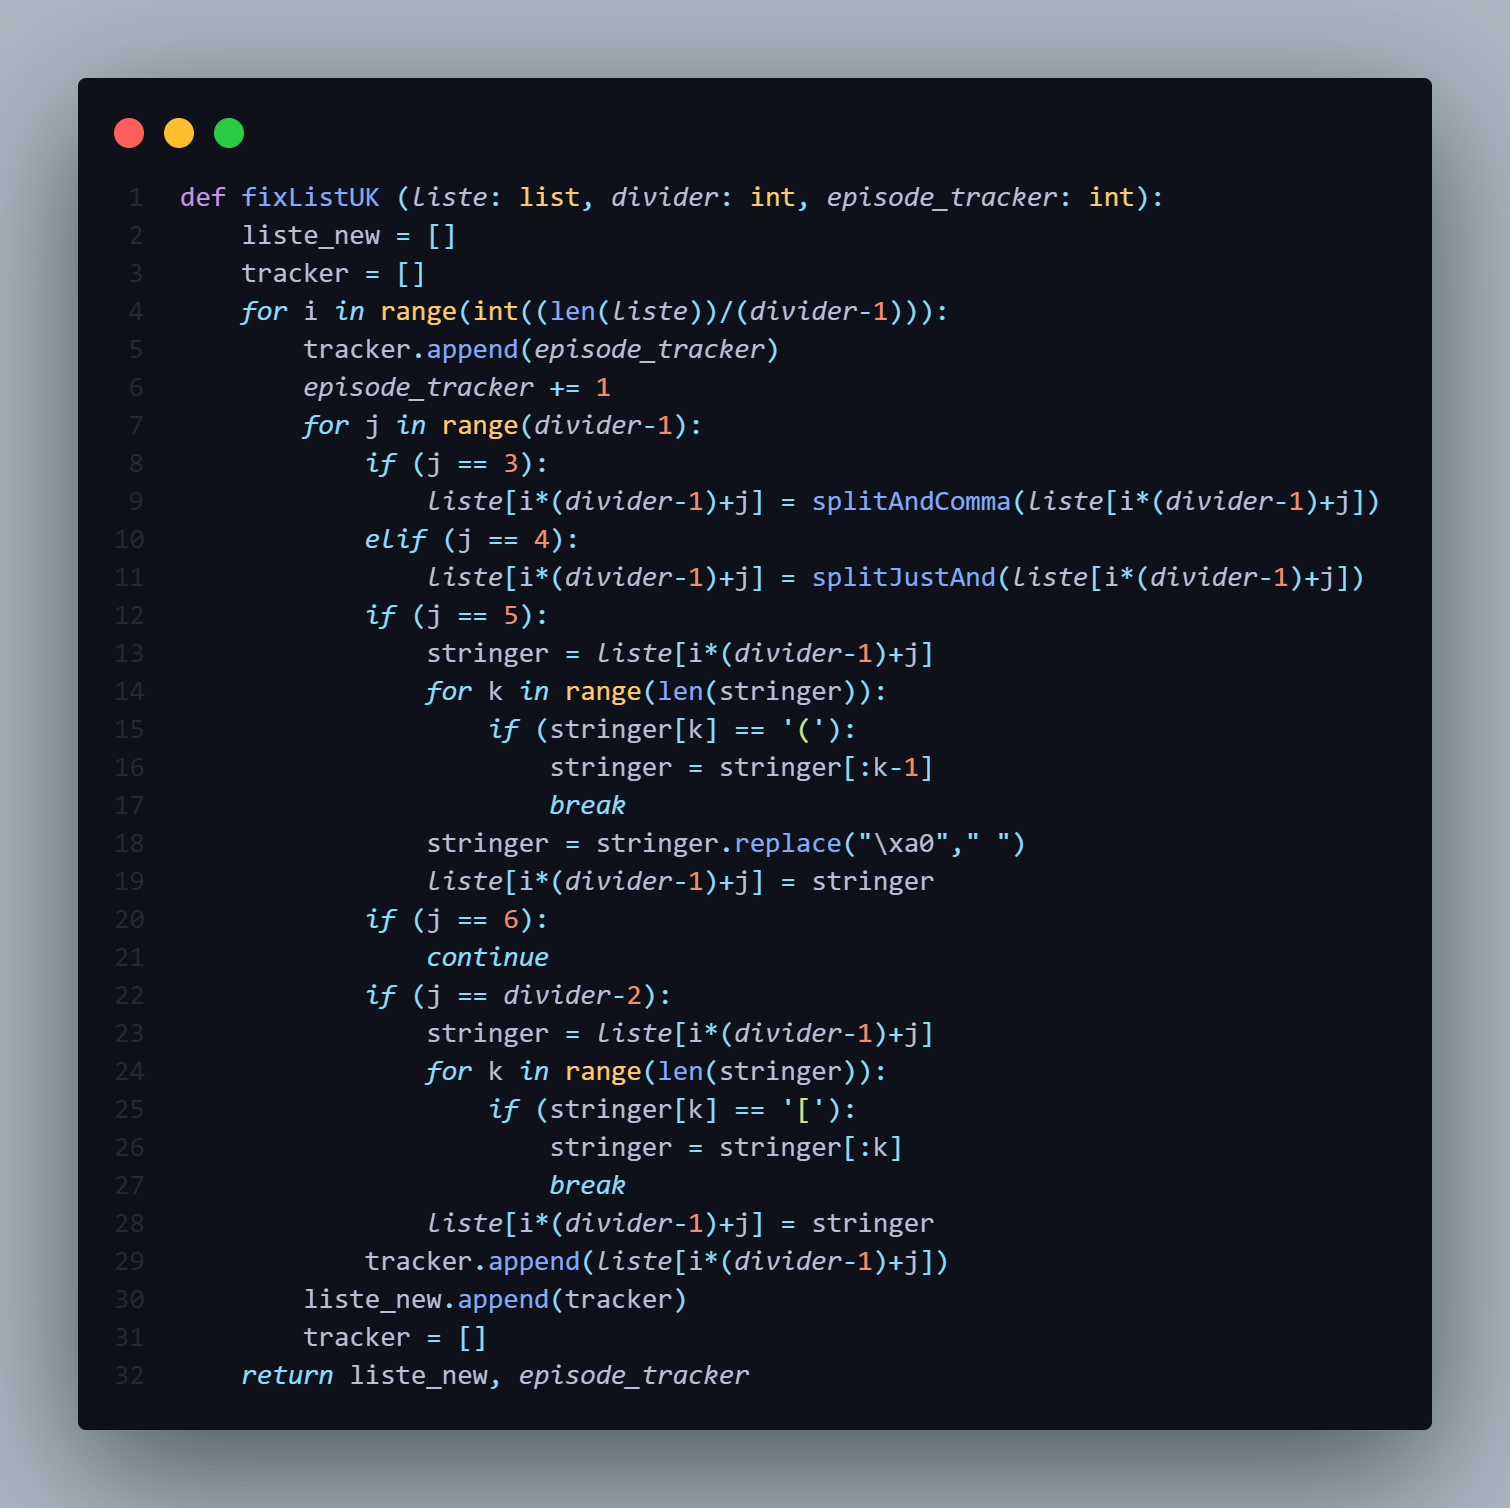 1 def fixListUK (liste: list, divider: int, episode_tracker: int):
2     liste_new = []
3     tracker = []
4     for i in range(int((len(liste))/(divider-1))):
5         tracker.append(episode_tracker)
6         episode_tracker += 1
7         for j in range(divider-1):
8             if (j == 3):
9                 liste[i*(divider-1)+j] = splitAndComma(liste[i*(divider-1)+j])
10             elif (j == 4):
11                 liste[i*(divider-1)+j] = splitJustAnd(liste[i*(divider-1)+j])
12             if (j == 5):
13                 stringer = liste[i*(divider-1)+j]
14                 for k in range(len(stringer)):
15                     if (stringer[k] == '('):
16                         stringer = stringer[:k-1]
17                         break
18                 stringer = stringer.replace("\xa0"," ")
19                 liste[i*(divider-1)+j] = stringer
20             if (j == 6):
21                 continue
22             if (j == divider-2):
23                 stringer = liste[i*(divider-1)+j]
24                 for k in range(len(stringer)):
25                     if (stringer[k] == '['):
26                         stringer = stringer[:k]
27                         break
28                 liste[i*(divider-1)+j] = stringer
29             tracker.append(liste[i*(divider-1)+j])
30         liste_new.append(tracker)
31         tracker = []
32     return liste_new, episode_tracker